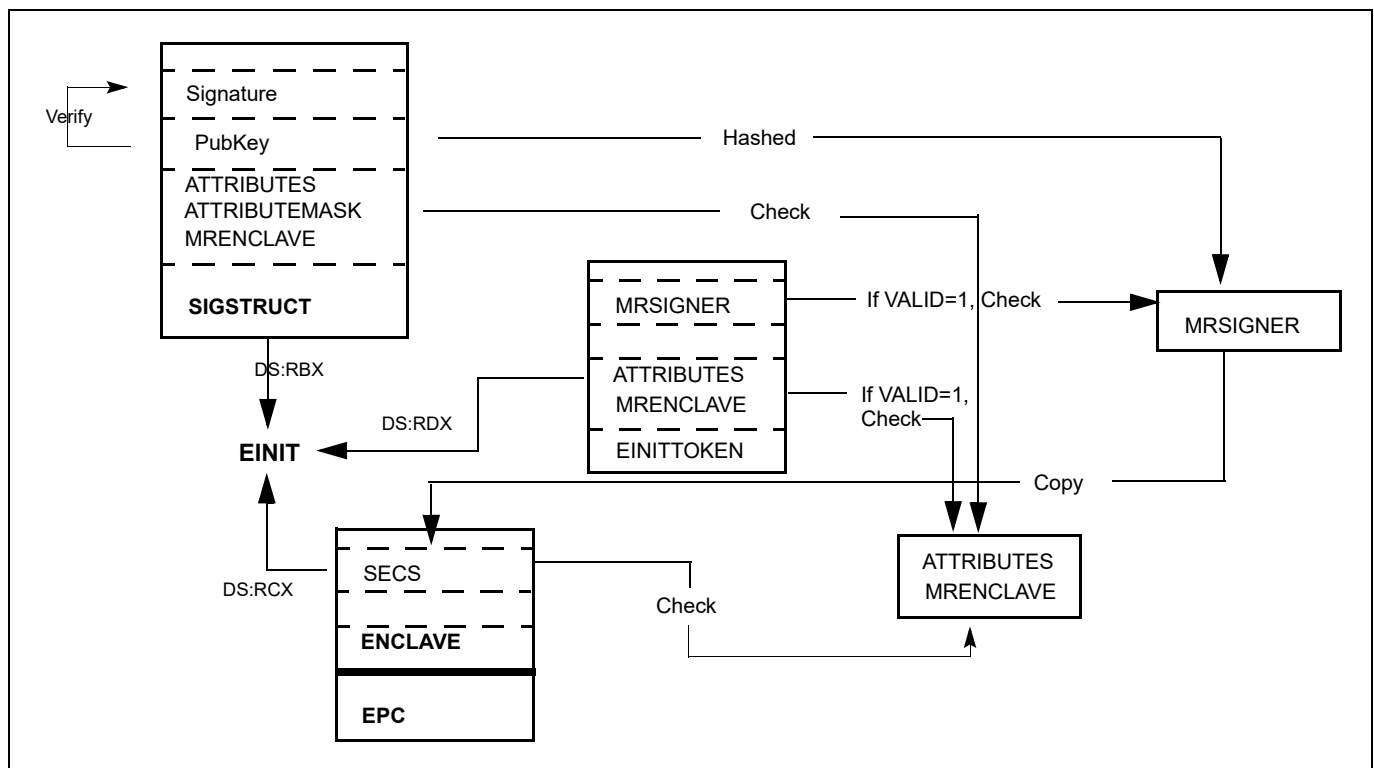 Signature
Verify
PubKey
Hashed
ATTRIBUTES
ATTRIBUTEMASK
MRENCLAVE
Check
SIGSTRUCT
MRSIGNER
If VALID=1, Check
MRSIGNER
DS:RBX
ATTRIBUTES
MRENCLAVE
If VALID=1,
Check
DS:RDX
EINIT
EINITTOKEN
Copy
SECS
DS:RCX
ATTRIBUTES
MRENCLAVE
Check
ENCLAVE
EPC